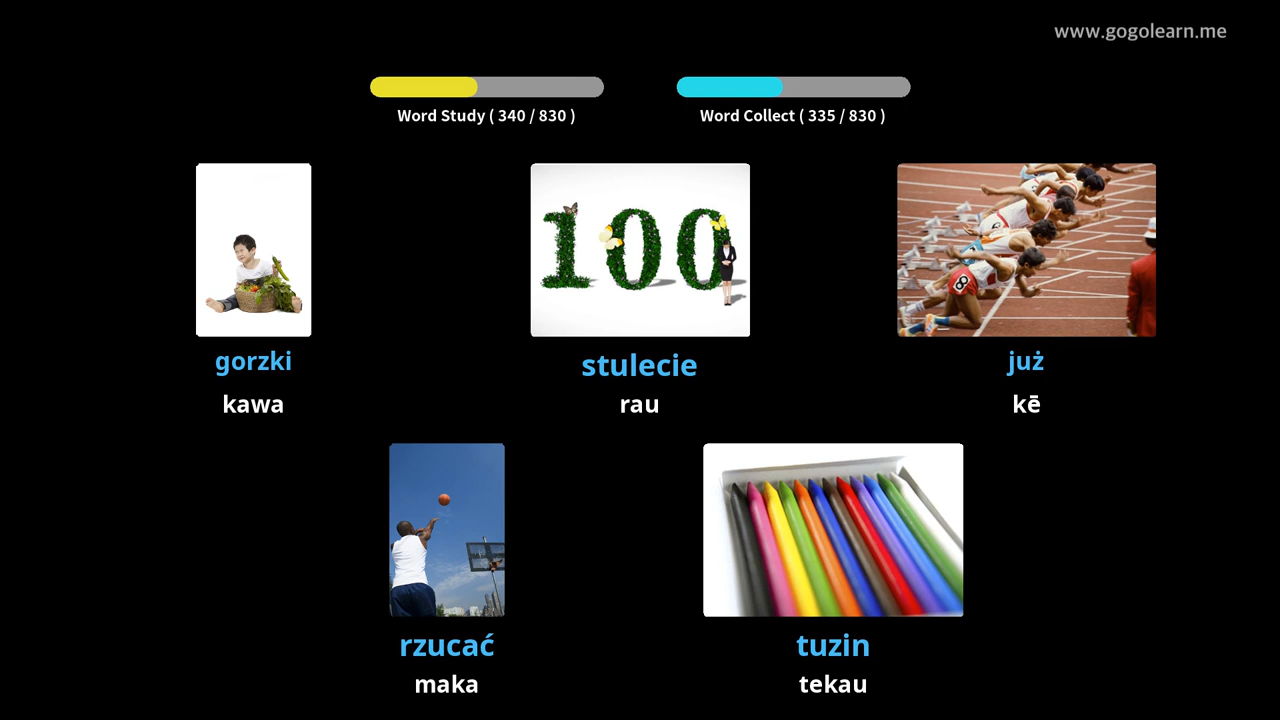 www.gogolearn.me
Word Study ( 340 / 830 )
Word Collect ( 335 / 830 )
100
gorzki
kawa
stulecie
rau
już
kē
8
rzucać
maka
tuzin
tekau